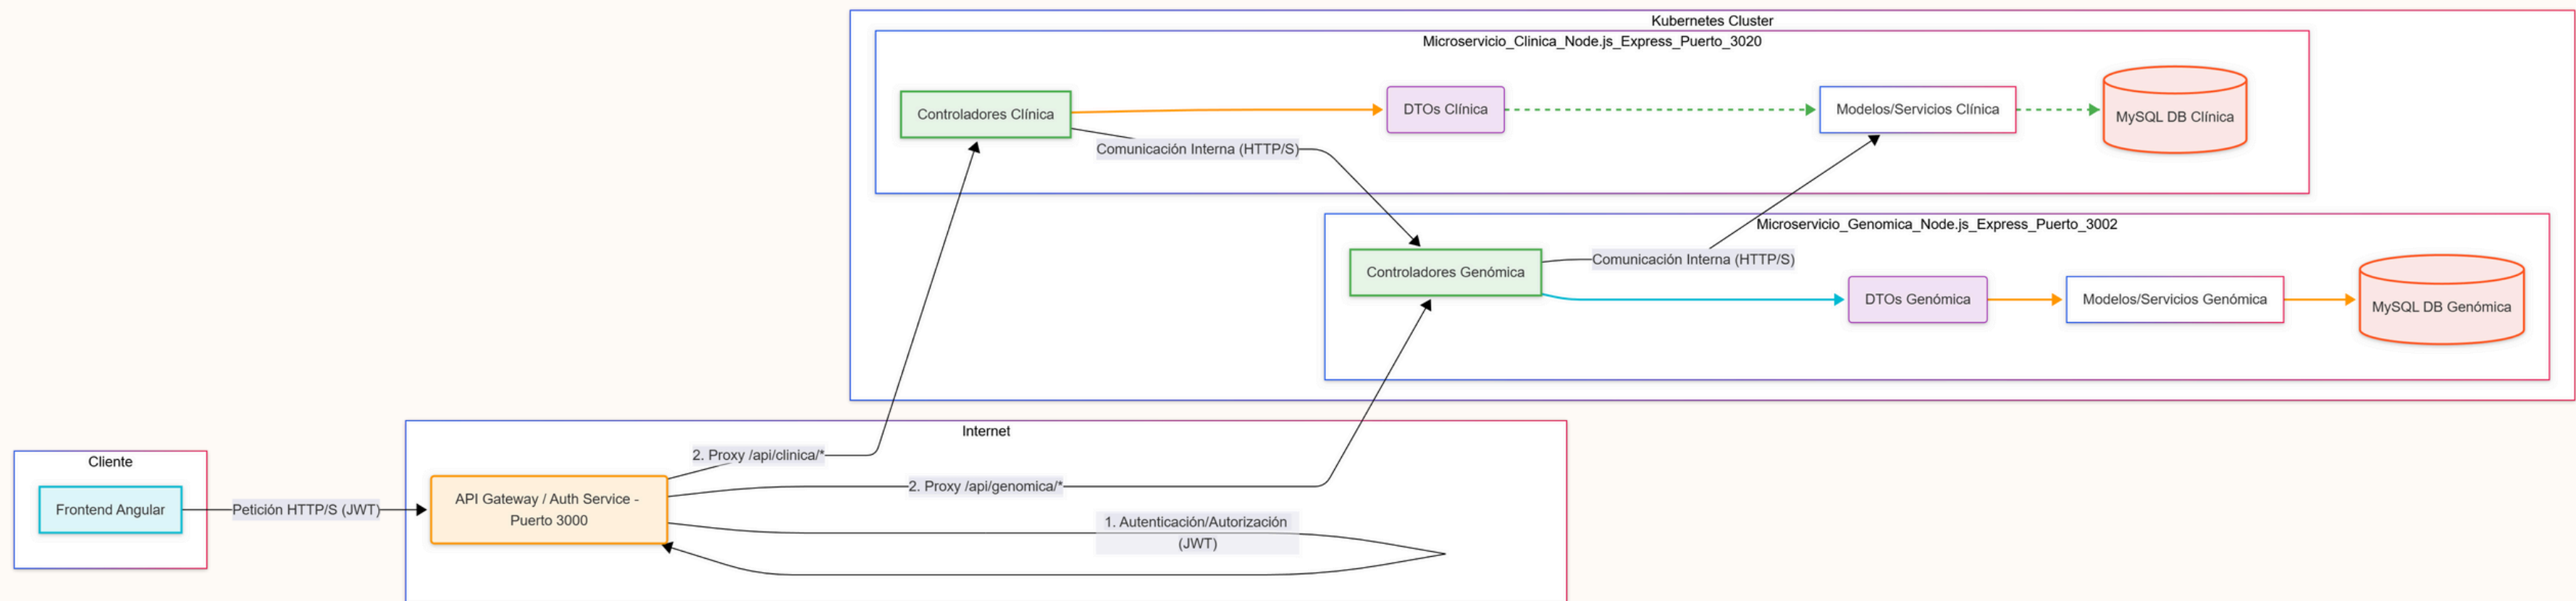 Kubernetes Cluster
Microservicio_Clinica_Node.js_Express_Puerto_3020
Controladores Clínica
DTOs Clínica
Modelos/Servicios Clínica
MySQL DB Clínica
Comunicación Interna (HTTP/S)
Microservicio_Genomica_Node.js_Express_Puerto_3002
Controladores Genómica
Comunicación Interna (HTTP/S)
DTOs Genómica
Modelos/Servicios Genómica
MySQL DB Genómica
Internet
Cliente
Frontend Angular
Petición HTTP/S (JWT)
API Gateway / Auth Service -
Puerto 3000
2. Proxy /api/clinica/*
2. Proxy /api/genomica/*
1. Autenticación/Autorización
(JWT)